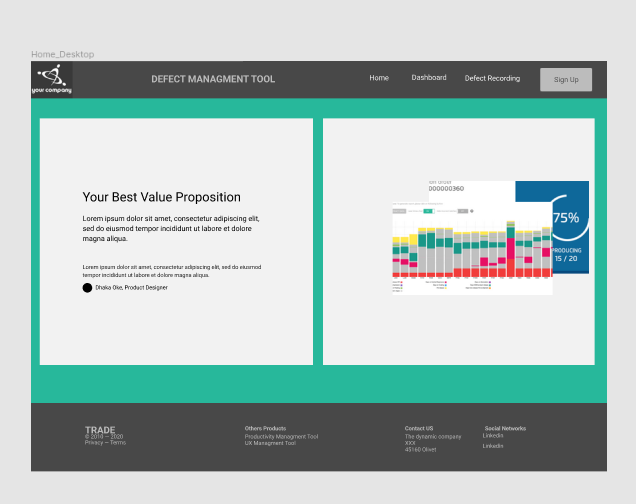 Home_Desktop
your company
DEFECT MANAGMENT TOOL
Home
Dashboard
Defect Recording
Sign Up
Your Best Value Proposition
Lorem ipsum dolor sit amet, consectetur adipiscing elit,
sed do eiusmod tempor incididunt ut labore et dolore
magna aliqua.
Lorem ipsum dolor sit amet, consectetur adipiscing elit, sed do eiusmod
tempor incididunt ut labore et dolore magna aliqua.
Dhaka Oke, Product Designer
000000360
75%
PRODUCING
15 / 20
TRADE
© 2010 — 2020
Privacy — Terms
Others Products
Productivity Managment Tool
UX Managment Tool
Contact US
The dynamic company
XXX
45160 Olivet
Social Networks
Linkedin
LinkedIn